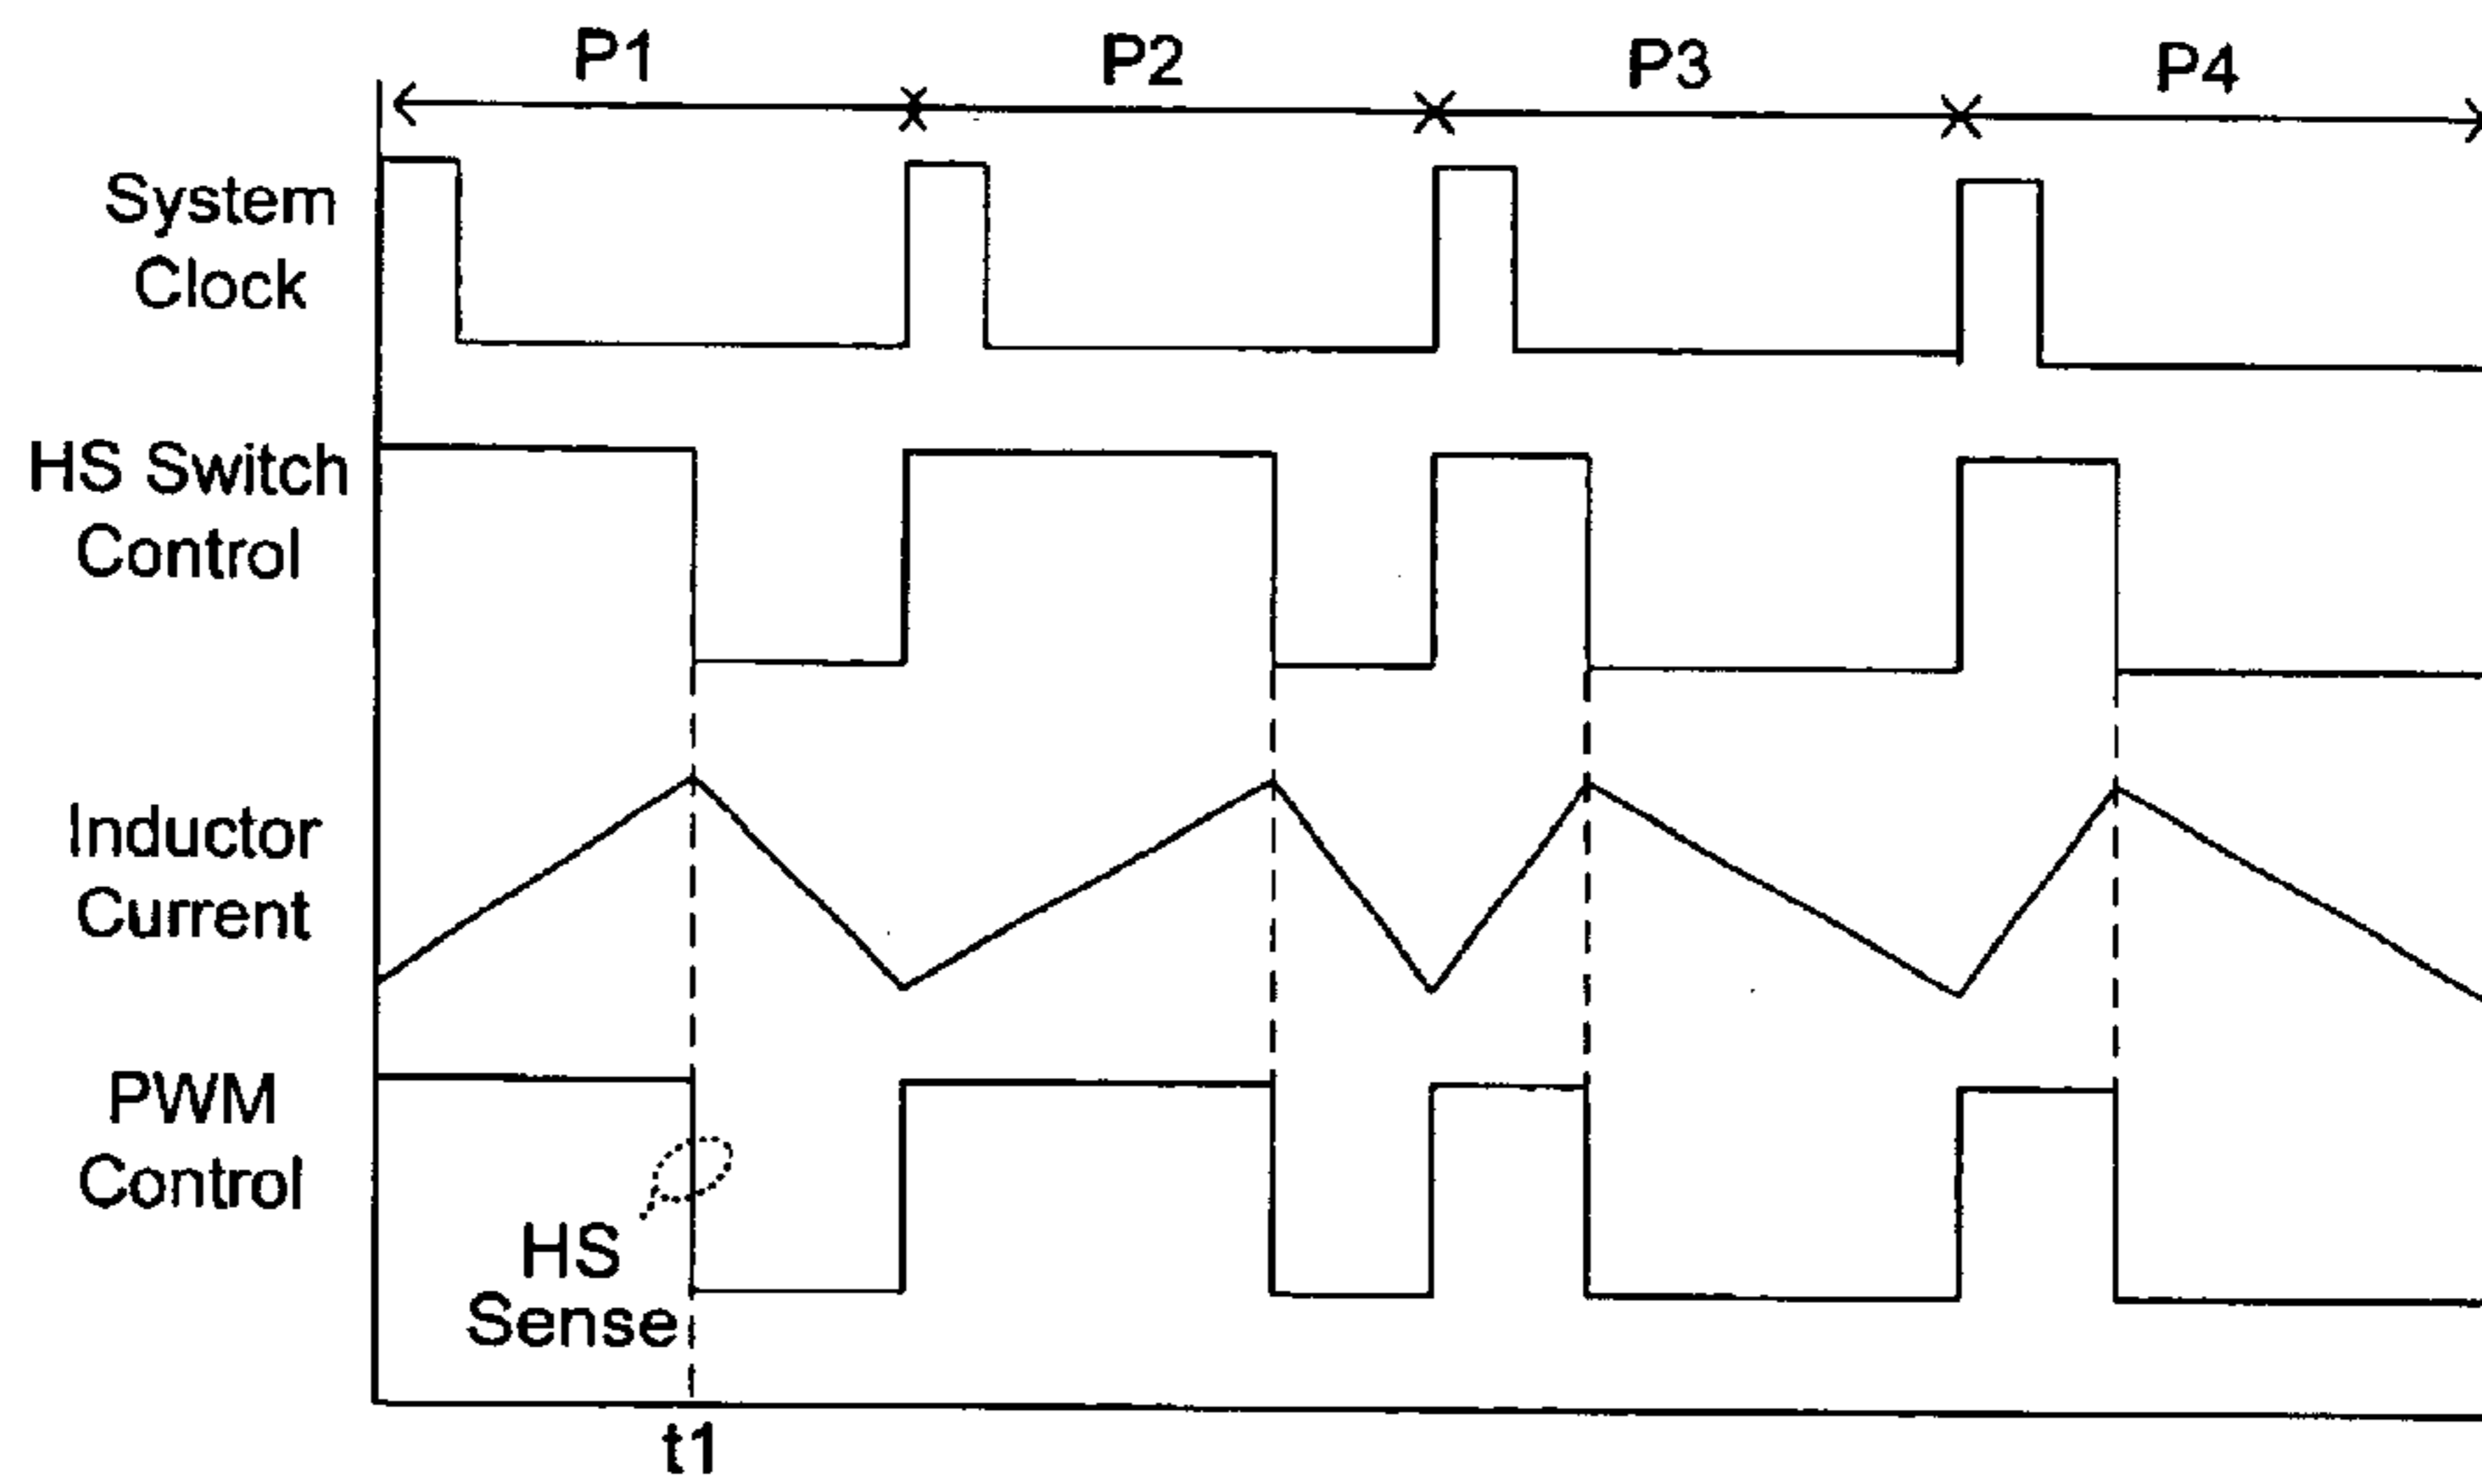 P1
P2
P3
P4
System
Clock
HS Switch
Control
Inductor
Current
PWM
Control
HS
Sense
t1